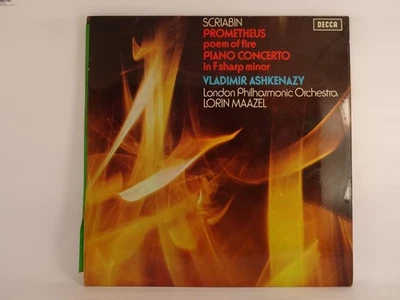 SCRIABIN
PROMETHEUS
poem of fire
PIANO CONCERTO
in F sharp minor
VLADIMIR ASHKENAZY
London Philharmonic Orchestra
LORIN MAAZEL
DECCA